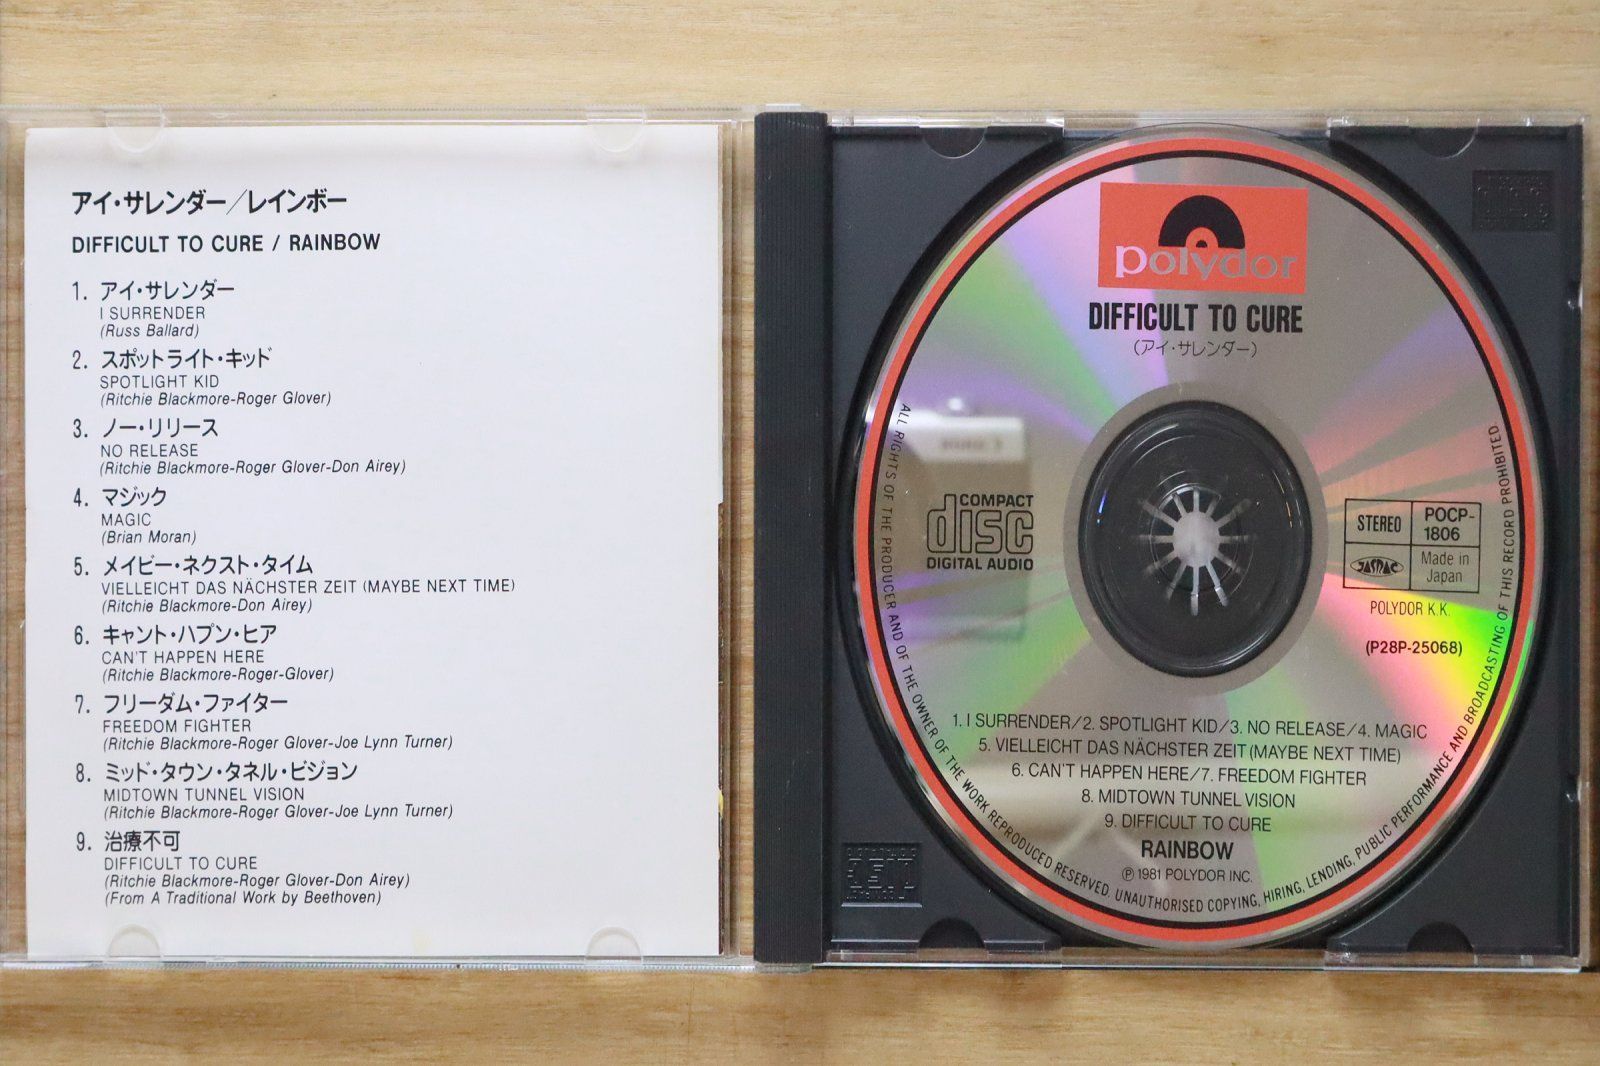 アイ・サレンダー／レインボー
DIFFICULT TO CURE / RAINBOW
1. アイ・サレンダー
I SURRENDER
(Russ Ballard)
2. スポットライト・キッド
SPOTLIGHT KID
(Ritchie Blackmore-Roger Glover)
3. ノー・リリース
NO RELEASE
(Ritchie Blackmore-Roger Glover-Don Airey)
4. マジック
MAGIC
(Brian Moran)
5. メイビー・ネクスト・タイム
VIELLEICHT DAS NÄCHSTER ZEIT (MAYBE NEXT TIME)
(Ritchie Blackmore-Don Airey)
6. キャント・ハプン・ヒア
CAN'T HAPPEN HERE
(Ritchie Blackmore-Roger-Glover)
7. フリーダム・ファイター
FREEDOM FIGHTER
(Ritchie Blackmore-Roger Glover-Joe Lynn Turner)
8. ミッド・タウン・タネル・ビジョン
MIDTOWN TUNNEL VISION
(Ritchie Blackmore-Roger Glover-Joe Lynn Turner)
9. 治療不可
DIFFICULT TO CURE
(Ritchie Blackmore-Roger Glover-Don Airey)
(From A Traditional Work by Beethoven)
polydor
DIFFICULT TO CURE
(アイ・サレンダー)
COMPACT
disc
DIGITAL AUDIO
STEREO
POCP-
1806
JASRAC
Made in
Japan
POLYDOR K.K.
(P28P-25068)
1. I SURRENDER/2. SPOTLIGHT KID/3. NO RELEASE/4. MAGIC
5. VIELLEICHT DAS NÄCHSTER ZEIT (MAYBE NEXT TIME)
6. CAN'T HAPPEN HERE/7. FREEDOM FIGHTER
8. MIDTOWN TUNNEL VISION
9. DIFFICULT TO CURE
RAINBOW
Ⓟ 1981 POLYDOR INC.
ALL RIGHTS OF THE PRODUCER AND OF THE OWNER OF THE WORK REPRODUCED RESERVED. UNAUTHORISED COPYING, HIRING, LENDING, PUBLIC PERFORMANCE AND BROADCASTING OF THIS RECORD PROHIBITED.